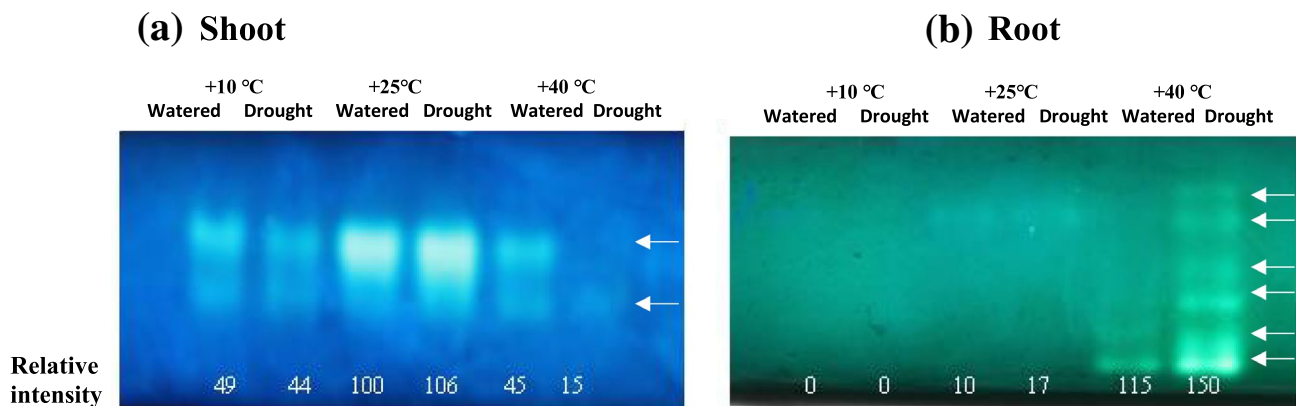 (a) Shoot
+10 °C +25°C +40 °C
Watered Drought Watered Drought Watered Drought
Relative intensity
49 44 100 106 45 15
(b) Root
+10 °C +25°C +40 °C
Watered Drought Watered Drought Watered Drought
0 0 10 17 115 150